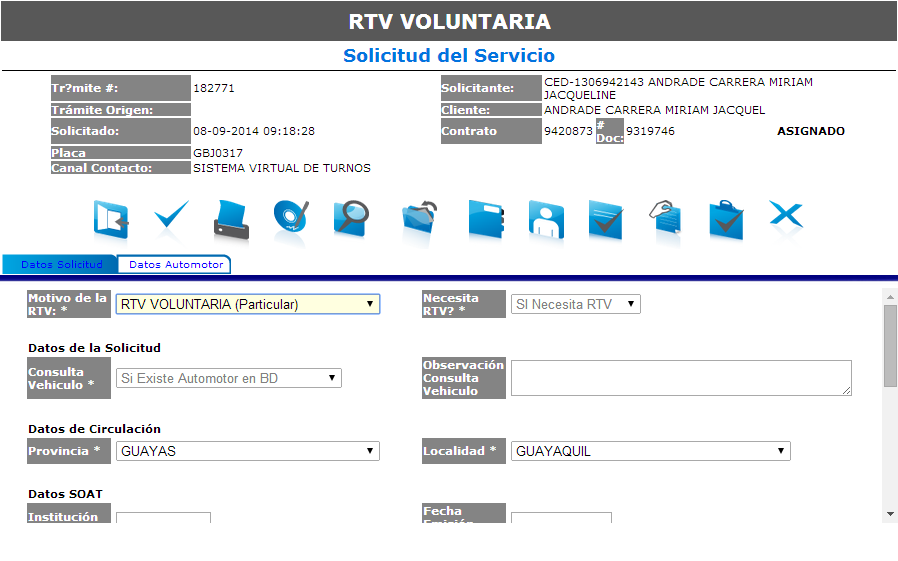 RTV VOLUNTARIA
Solicitud del Servicio
Tr?mite #: 182771 Solicitante: CED-1306942143 ANDRADE CARRERA MIRIAM
JACQUELINE
Trámite Origen: Cliente: ANDRADE CARRERA MIRIAM JACQUEL
Solicitado: 08-09-2014 09:18:28 Contrato 9420873 # Doc: 9319746 ASIGNADO
Placa GBJ0317
Canal Contacto: SISTEMA VIRTUAL DE TURNOS
Datos Solicitud Datos Automotor
Motivo de la
RTV: * RTV VOLUNTARIA (Particular) Necesita
RTV? * SI Necesita RTV
Datos de la Solicitud
Consulta
Vehiculo * Si Existe Automotor en BD Observación
Consulta
Vehiculo
Datos de Circulación
Provincia * GUAYAS Localidad * GUAYAQUIL
Datos SOAT
Institución Fecha
Emisión